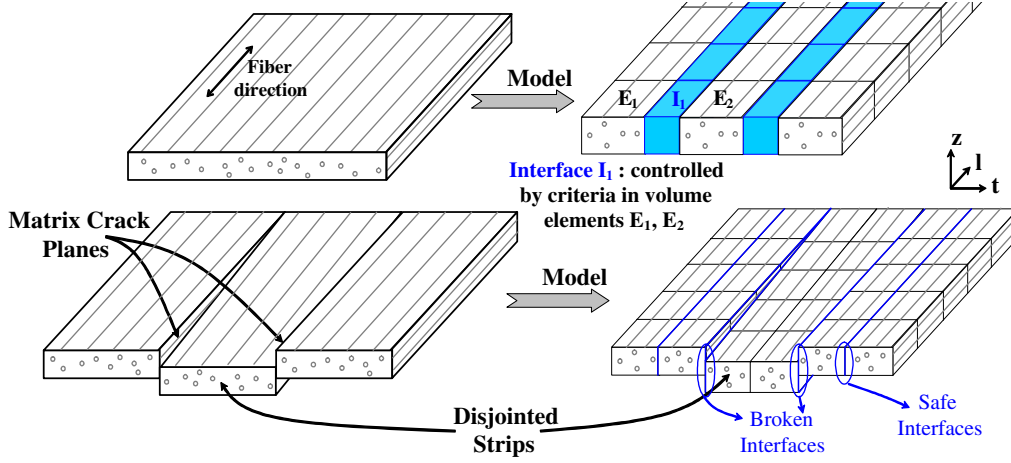 Fiber
direction
Model
E1 I1 E2
Interface I1 : controlled
by criteria in volume
elements E1, E2
z
l
t
Matrix Crack
Planes
Model
Disjointed
Strips
Broken
Interfaces
Safe
Interfaces